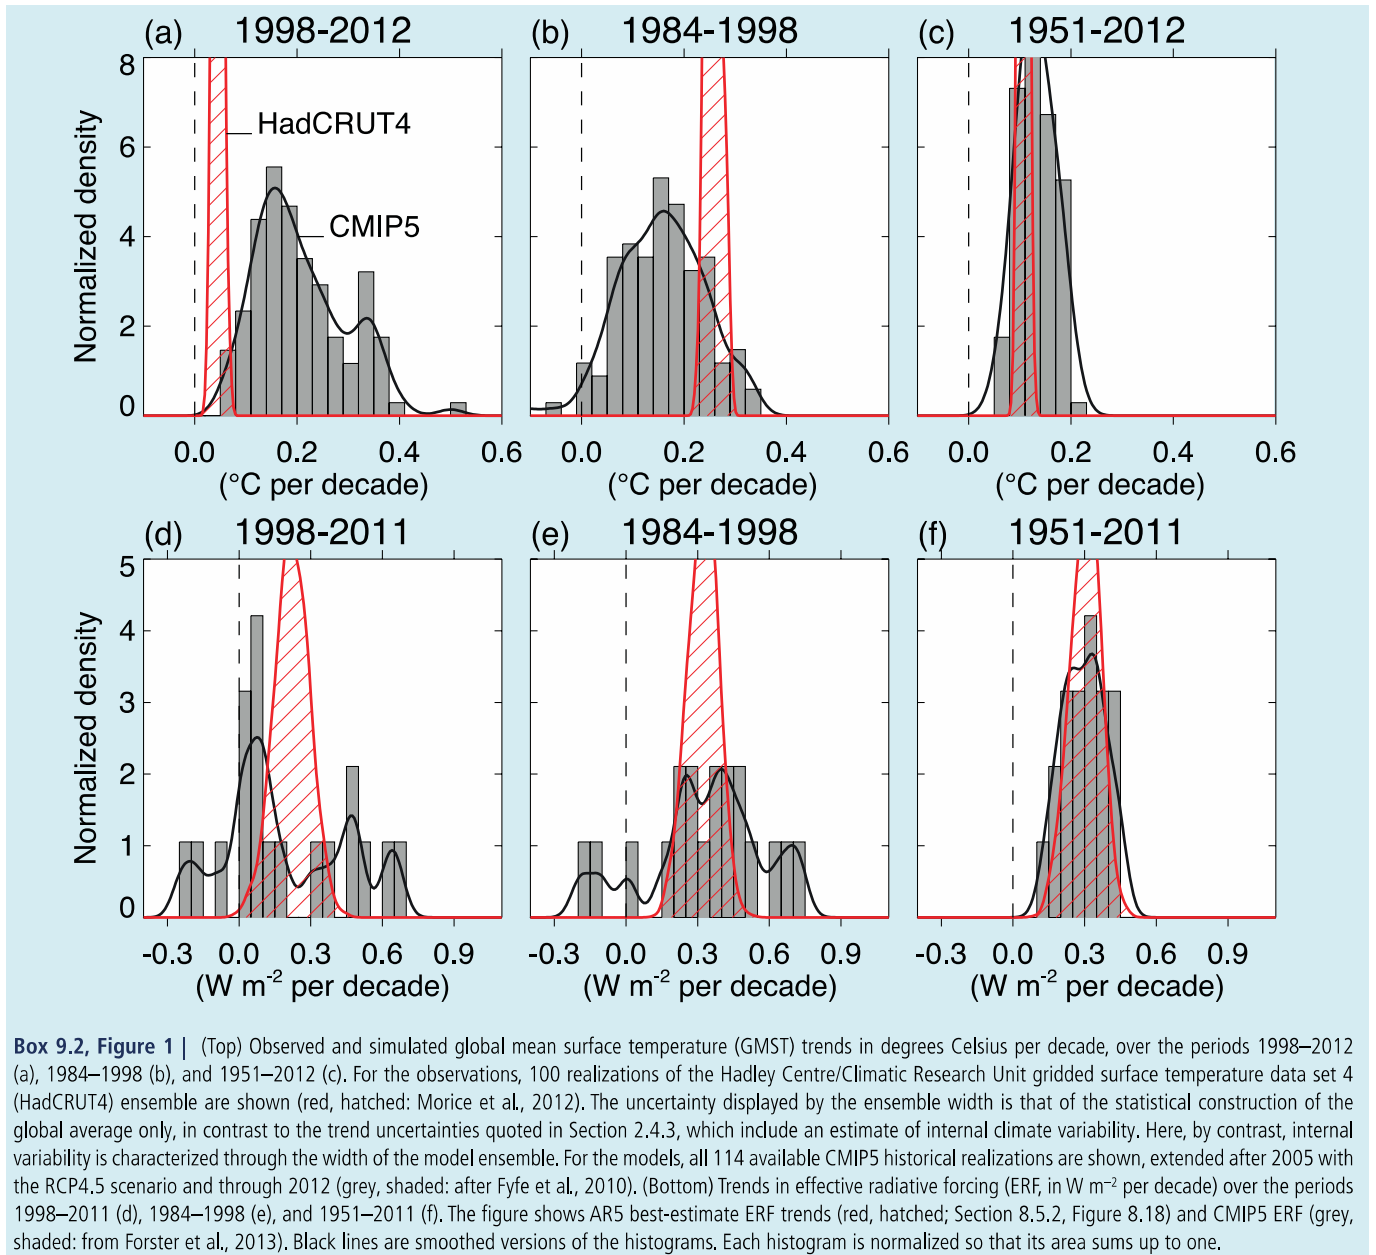 (a) 1998-2012
(b) 1984-1998
(c) 1951-2012
Normalized density
8
6
4
2
0
HadCRUT4
CMIP5
0.0 0.2 0.4 0.6
0.0 0.2 0.4 0.6
0.0 0.2 0.4 0.6
(°C per decade)
(°C per decade)
(°C per decade)
(d) 1998-2011
(e) 1984-1998
(f) 1951-2011
Normalized density
5
4
3
2
1
0
-0.3 0.0 0.3 0.6 0.9
-0.3 0.0 0.3 0.6 0.9
-0.3 0.0 0.3 0.6 0.9
(W m⁻² per decade)
(W m⁻² per decade)
(W m⁻² per decade)
Box 9.2, Figure 1 | (Top) Observed and simulated global mean surface temperature (GMST) trends in degrees Celsius per decade, over the periods 1998–2012
(a), 1984–1998 (b), and 1951–2012 (c). For the observations, 100 realizations of the Hadley Centre/Climatic Research Unit gridded surface temperature data set 4
(HadCRUT4) ensemble are shown (red, hatched: Morice et al., 2012). The uncertainty displayed by the ensemble width is that of the statistical construction of the
global average only, in contrast to the trend uncertainties quoted in Section 2.4.3, which include an estimate of internal climate variability. Here, by contrast, internal
variability is characterized through the width of the model ensemble. For the models, all 114 available CMIP5 historical realizations are shown, extended after 2005 with
the RCP4.5 scenario and through 2012 (grey, shaded: after Fyfe et al., 2010). (Bottom) Trends in effective radiative forcing (ERF, in W m⁻² per decade) over the periods
1998–2011 (d), 1984–1998 (e), and 1951–2011 (f). The figure shows AR5 best-estimate ERF trends (red, hatched; Section 8.5.2, Figure 8.18) and CMIP5 ERF (grey,
shaded: from Forster et al., 2013). Black lines are smoothed versions of the histograms. Each histogram is normalized so that its area sums up to one.